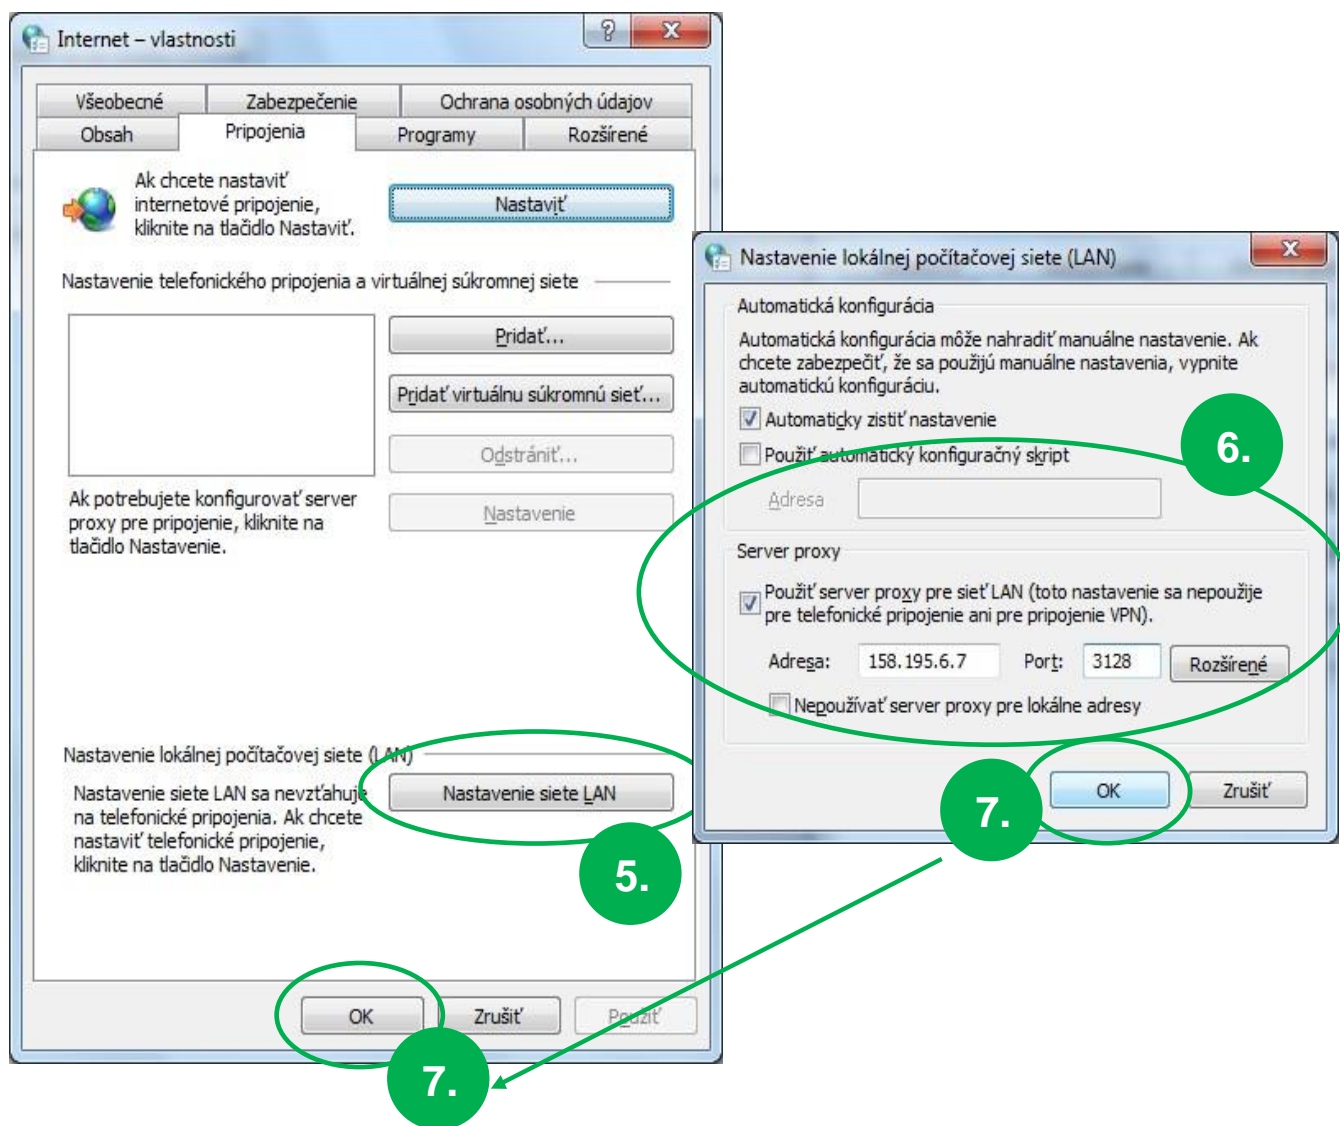 Internet – vlastnosti
Všeobecné
Zabezpečenie
Ochrana osobných údajov
Obsah
Pripojenia
Programy
Rozšírené
Ak chcete nastaviť
internetové pripojenie,
kliknite na tlačidlo Nastaviť.
Nastaviť
Nastavenie telefonického pripojenia a virtuálnej súkromnej siete
Pridať...
Pridať virtuálnu súkromnú sieť...
Odstrániť...
Ak potrebujete konfigurovať server
proxy pre pripojenie, kliknite na
tlačidlo Nastavenie.
Nastavenie
Nastavenie lokálnej počítačovej siete (LAN)
Nastavenie siete LAN sa nevzťahuje
na telefonické pripojenia. Ak chcete
nastaviť telefonické pripojenie,
kliknite na tlačidlo Nastavenie.
Nastavenie siete LAN
5.
OK
Zrušiť
Použiť
7.
Nastavenie lokálnej počítačovej siete (LAN)
Automatická konfigurácia
Automatická konfigurácia môže nahradiť manuálne nastavenie. Ak
chcete zabezpečiť, že sa použijú manuálne nastavenia, vypnite
automatickú konfiguráciu.
Automaticky zistiť nastavenie
Použiť automatický konfiguračný skript
6.
Adresa
Server proxy
Použiť server proxy pre sieť LAN (toto nastavenie sa nepoužije
pre telefonické pripojenie ani pre pripojenie VPN).
Adresa: 158.195.6.7 Port: 3128 Rozšírené
Nepoužívať server proxy pre lokálne adresy
OK
Zrušiť
7.